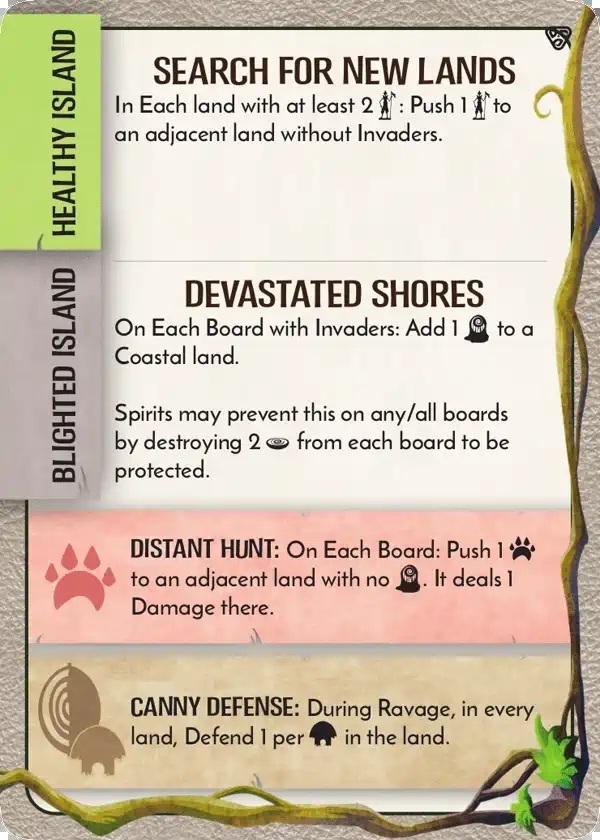 HEALTHY ISLAND
SEARCH FOR NEW LANDS
In Each land with at least 2 : Push 1 to
an adjacent land without Invaders.
BLIGHTED ISLAND
DEVASTATED SHORES
On Each Board with Invaders: Add 1 to a
Coastal land.
Spirits may prevent this on any/all boards
by destroying 2 from each board to be
protected.
DISTANT HUNT: On Each Board: Push 1
to an adjacent land with no . It deals 1
Damage there.
CANNY DEFENSE: During Ravage, in every
land, Defend 1 per in the land.